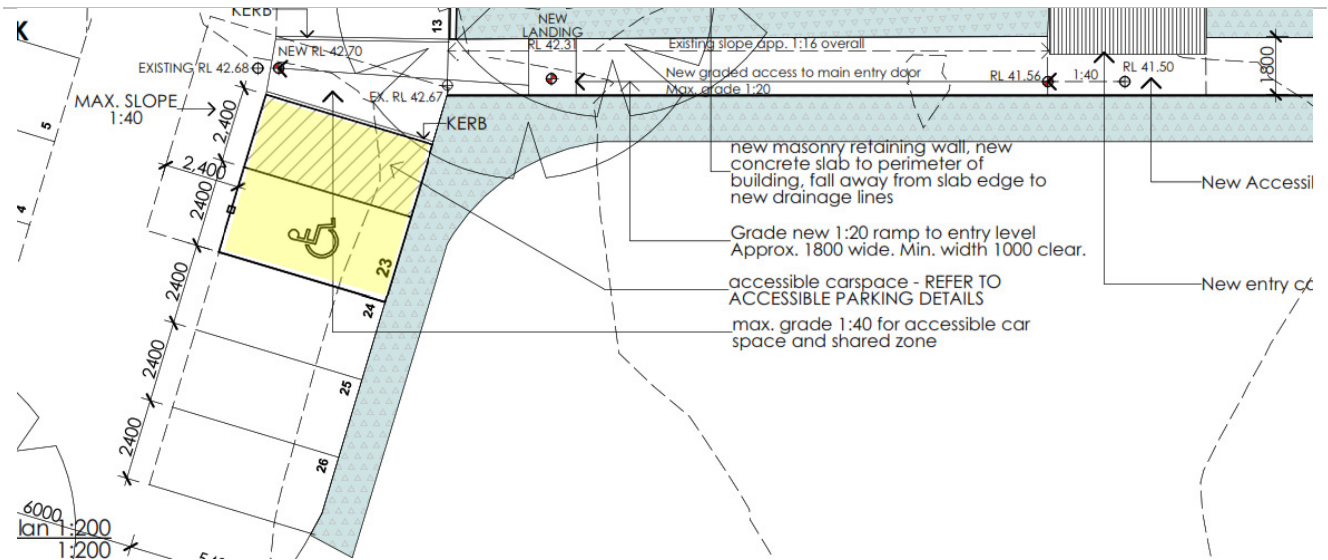 K
KERB
13
NEW
LANDING
RL 42.31
NEW RL 42.70
EXISTING RL 42.68
EX. RL 42.67
Existing slope app. 1:16 overall
New graded access to main entry door
Max. grade 1:20
RL 41.56
1:40
RL 41.50
1800
MAX. SLOPE
1:40
2,400
KERB
5
4
2,400
2400
23
24
new masonry retaining wall, new
concrete slab to perimeter of
building, fall away from slab edge to
new drainage lines
New Accessi
Grade new 1:20 ramp to entry level
Approx. 1800 wide. Min. width 1000 clear.
accessible carspace - REFER TO
ACCESSIBLE PARKING DETAILS
New entry
max. grade 1:40 for accessible car
space and shared zone
2400
2400
2400
25
26
6000
lan 1:200
1:200